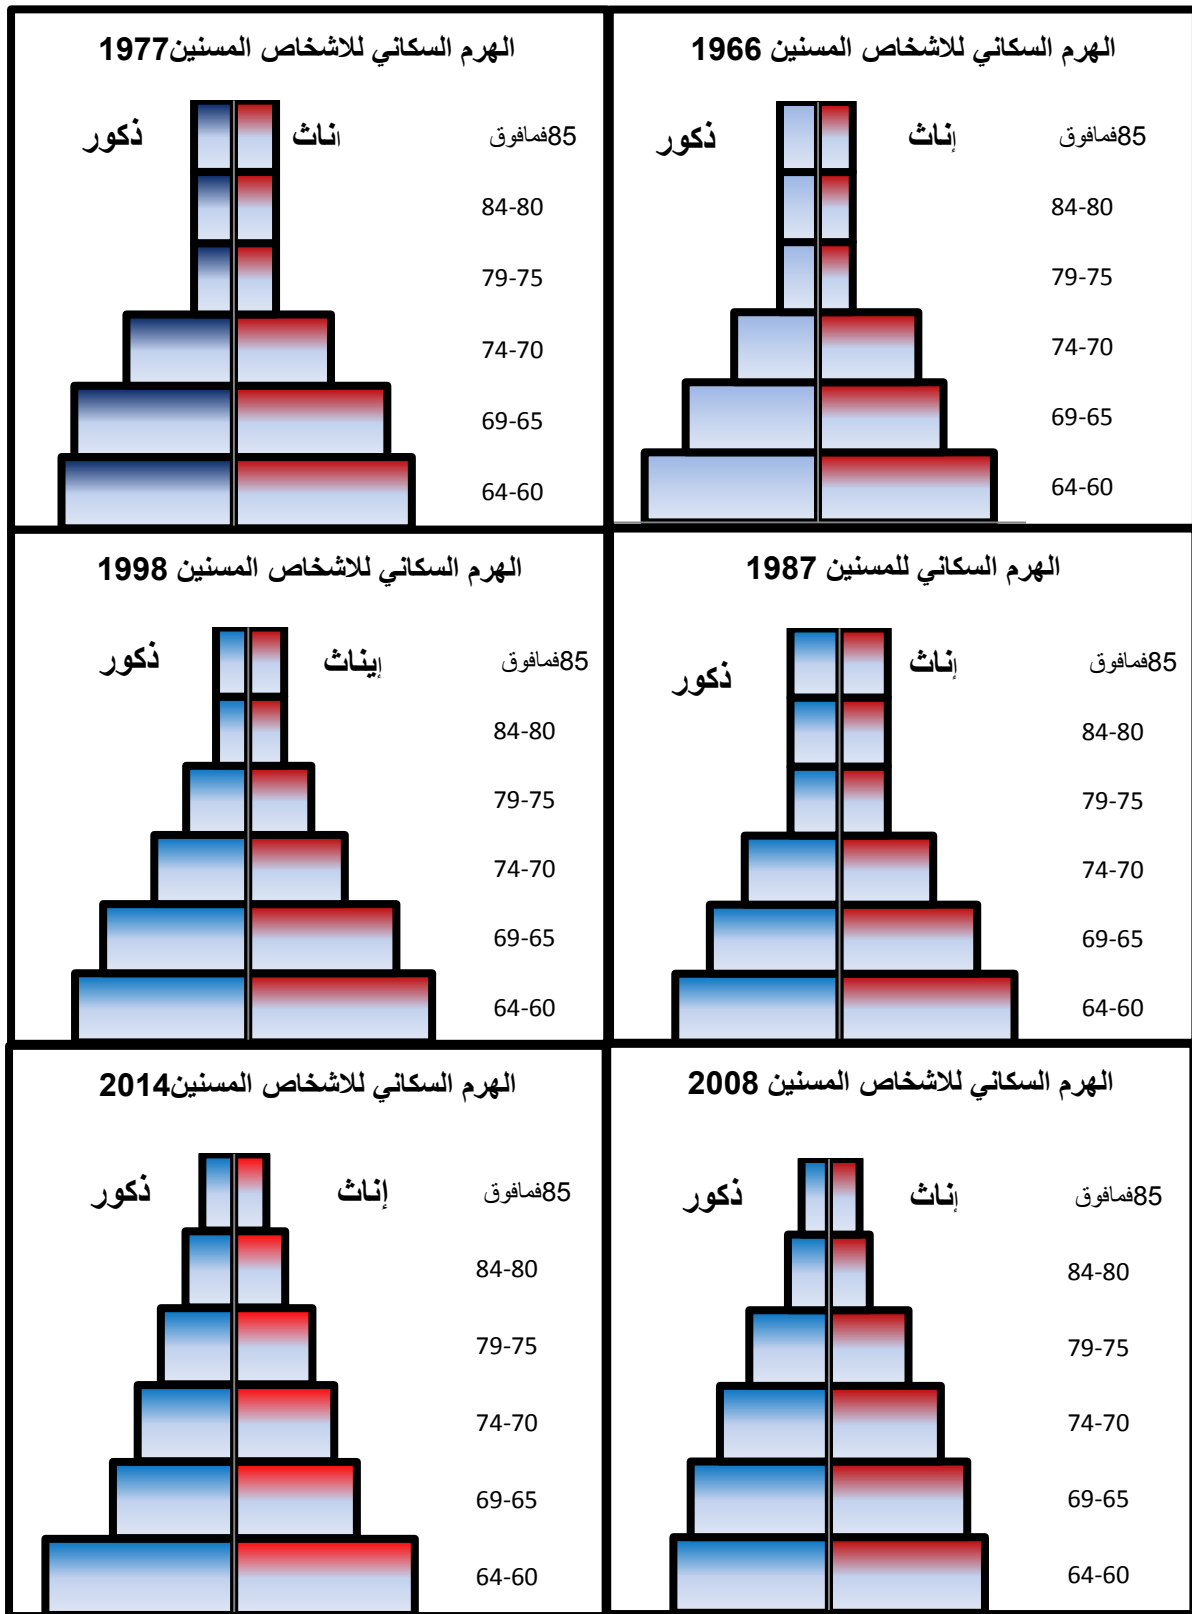 الهرم السكاني للاشخاص المسنين 1966
ذكور
إناث
85فمافوق
84-80
79-75
74-70
69-65
64-60
الهرم السكاني للاشخاص المسنين1977
ذكور
اناث
85فمافوق
84-80
79-75
74-70
69-65
64-60
الهرم السكاني للمسنين 1987
ذكور
إناث
85فمافوق
84-80
79-75
74-70
69-65
64-60
الهرم السكاني للاشخاص المسنين 1998
ذكور
إيناث
85فمافوق
84-80
79-75
74-70
69-65
64-60
الهرم السكاني للاشخاص المسنين 2008
ذكور
إناث
85فمافوق
84-80
79-75
74-70
69-65
64-60
الهرم السكاني للاشخاص المسنين2014
ذكور
إناث
85فمافوق
84-80
79-75
74-70
69-65
64-60